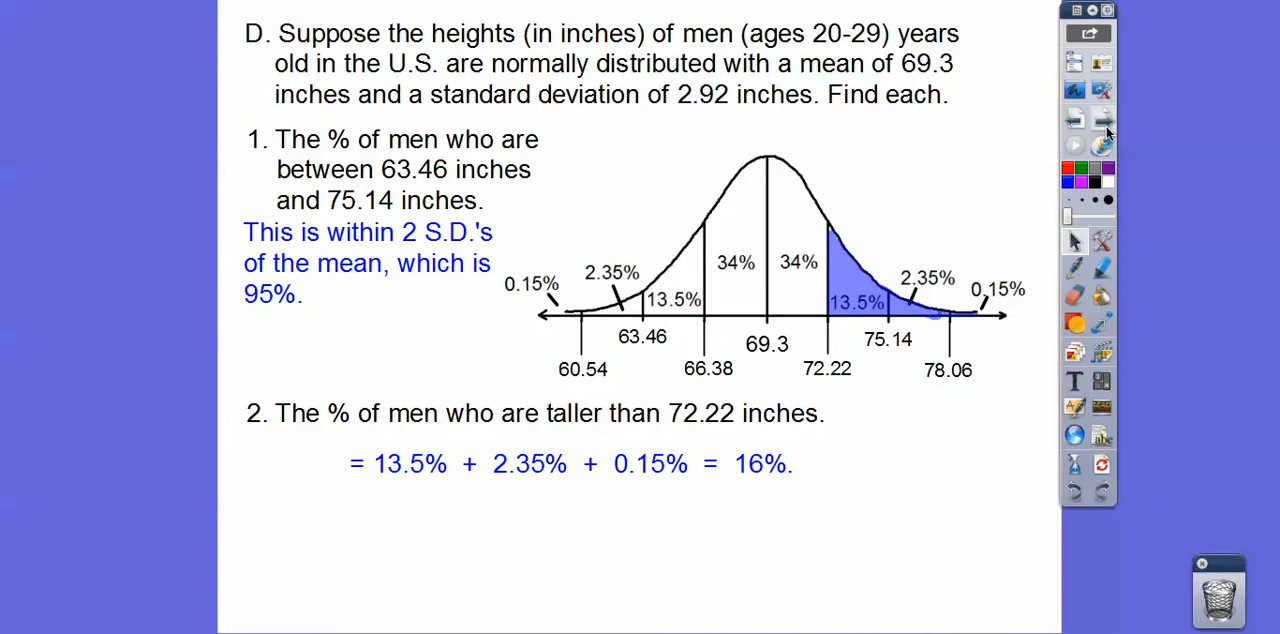 D. Suppose the heights (in inches) of men (ages 20-29) years
old in the U.S. are normally distributed with a mean of 69.3
inches and a standard deviation of 2.92 inches. Find each.
1. The % of men who are
between 63.46 inches
and 75.14 inches.
This is within 2 S.D.'s
of the mean, which is
95%.
0.15%
2.35%
13.5%
34%
34%
13.5%
2.35%
0.15%
63.46
69.3
75.14
60.54
66.38
72.22
78.06
2. The % of men who are taller than 72.22 inches.
= 13.5% + 2.35% + 0.15% = 16%.